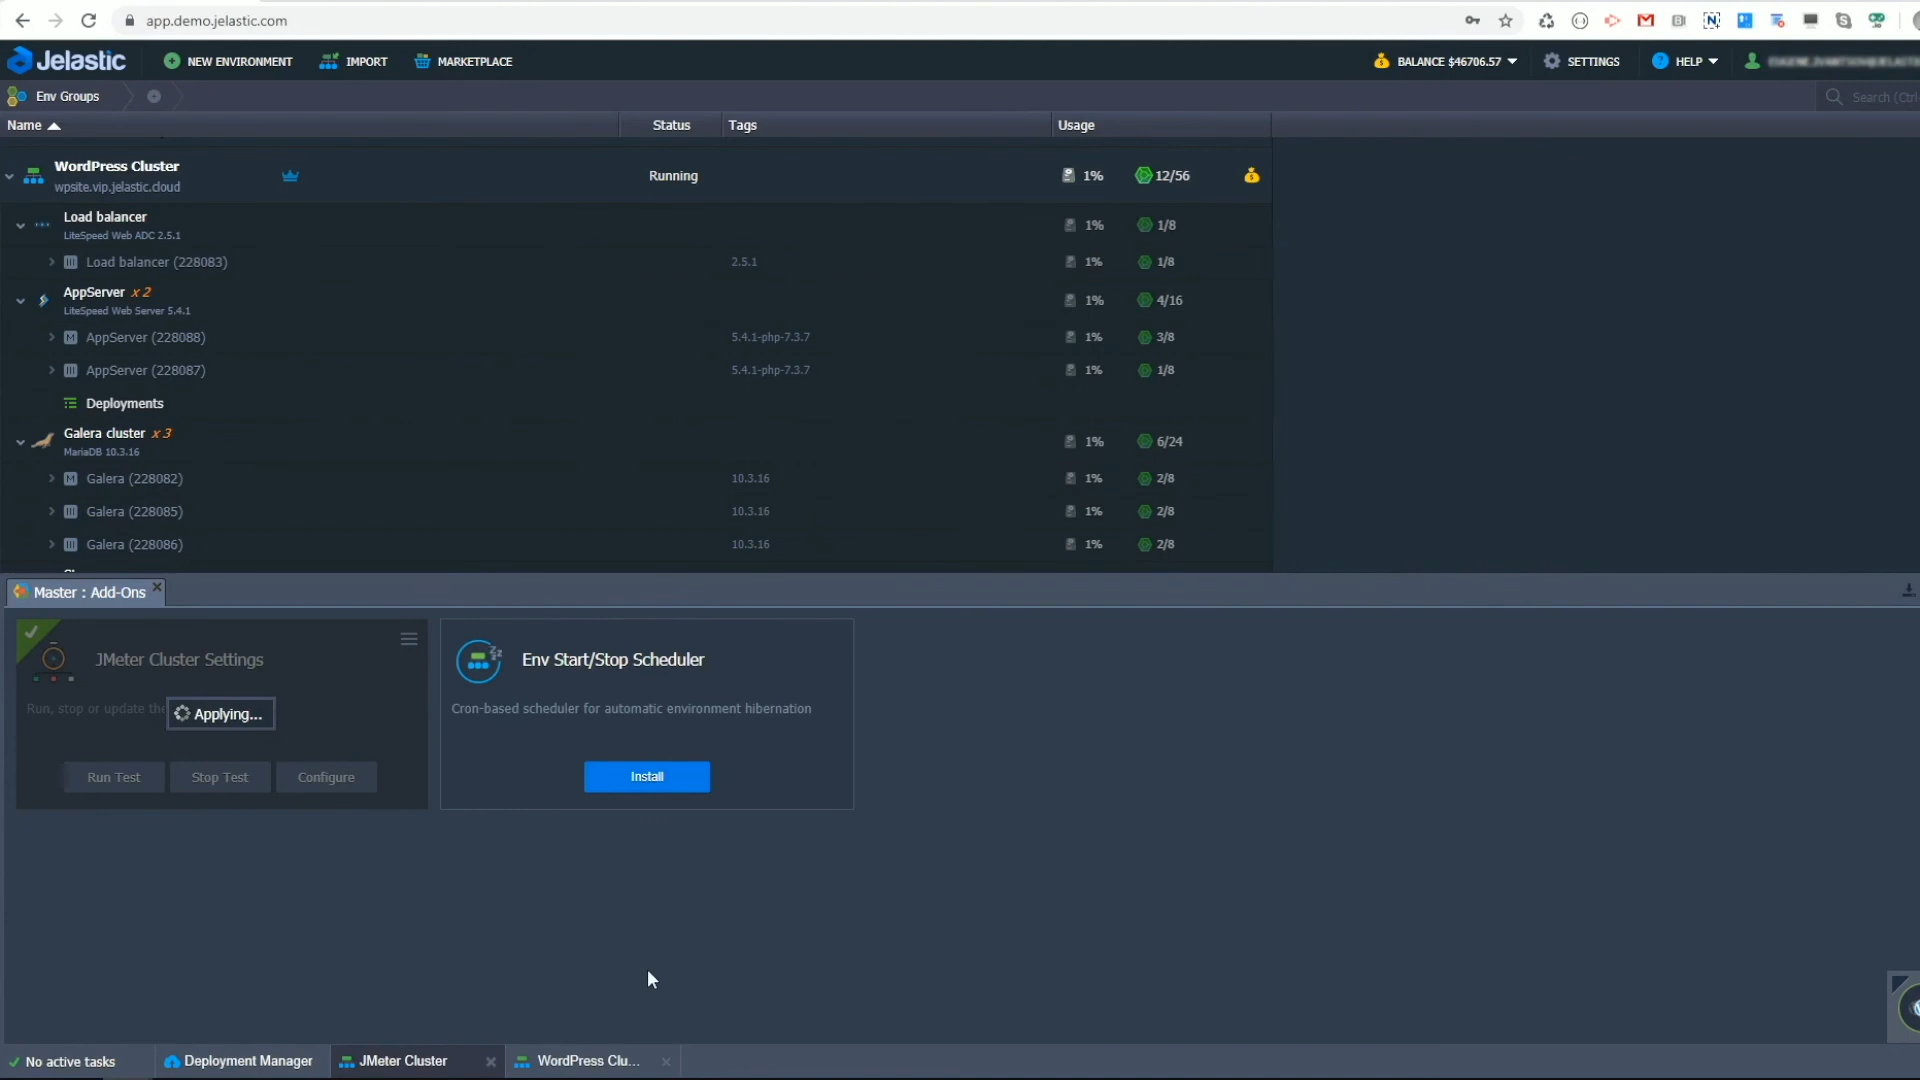 app.demo.jelastic.com
Jelastic
NEW ENVIRONMENT
IMPORT
MARKETPLACE
BALANCE $46706.57
SETTINGS
HELP
Env Groups
Search (Ctrl
Name
Status
Tags
Usage
WordPress Cluster
wpsite.vip.jelastic.cloud
Running
1%
12/56
Load balancer
LiteSpeed Web ADC 2.5.1
1%
1/8
Load balancer (228083)
2.5.1
1%
1/8
AppServer x 2
LiteSpeed Web Server 5.4.1
1%
4/16
AppServer (228088)
5.4.1-php-7.3.7
1%
3/8
AppServer (228087)
5.4.1-php-7.3.7
1%
1/8
Deployments
Galera cluster x 3
MariaDB 10.3.16
1%
6/24
Galera (228082)
10.3.16
1%
2/8
Galera (228085)
10.3.16
1%
2/8
Galera (228086)
10.3.16
1%
2/8
Master : Add-Ons
JMeter Cluster Settings
Run, stop or update the
Applying...
Run Test
Stop Test
Configure
Env Start/Stop Scheduler
Cron-based scheduler for automatic environment hibernation
Install
No active tasks
Deployment Manager
JMeter Cluster
WordPress Clu...